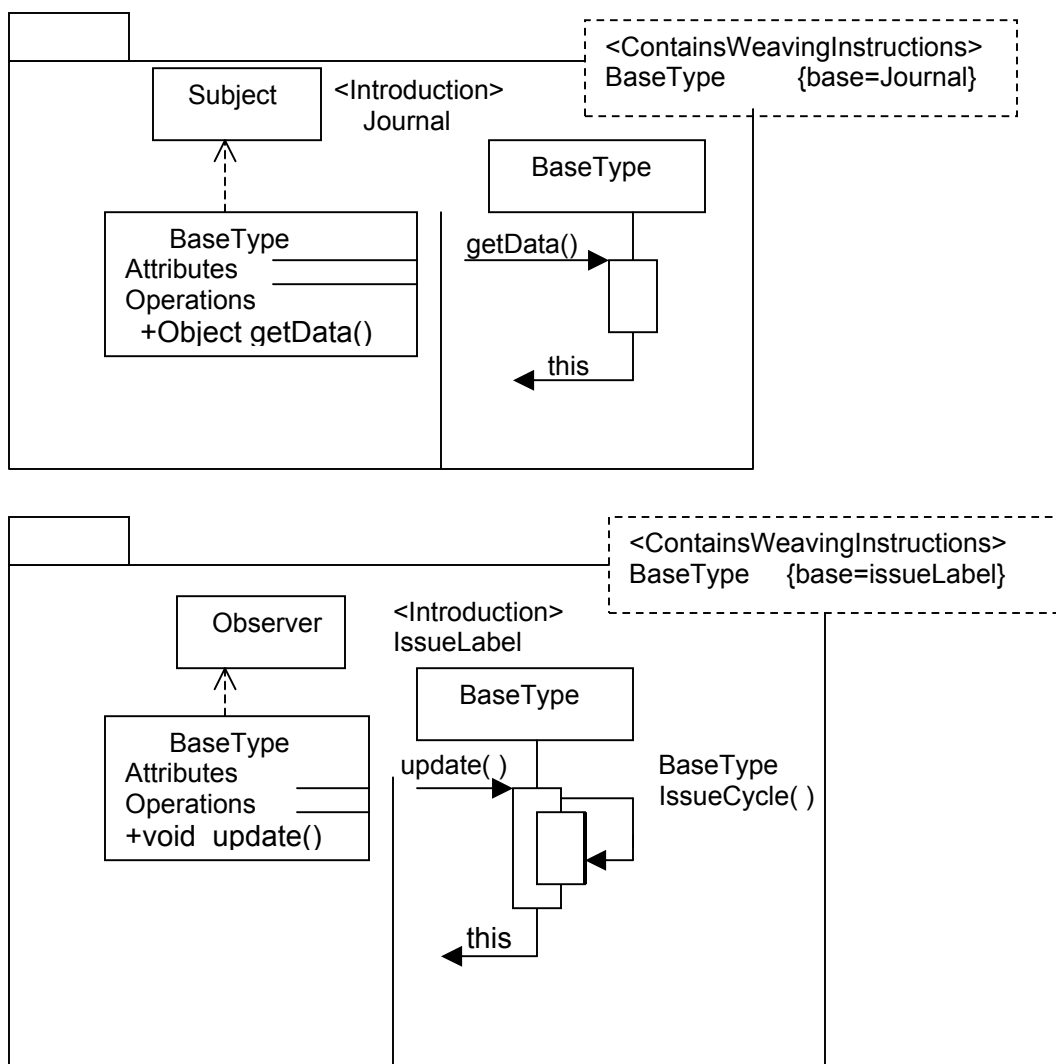 <ContainsWeavingInstructions>
BaseType {base=Journal}
Subject
<Introduction>
Journal
BaseType
BaseType
Attributes
Operations
+Object getData()
getData()
this
<ContainsWeavingInstructions>
BaseType {base=issueLabel}
Observer
<Introduction>
IssueLabel
BaseType
BaseType
Attributes
Operations
+void update()
update( )
BaseType
IssueCycle( )
this